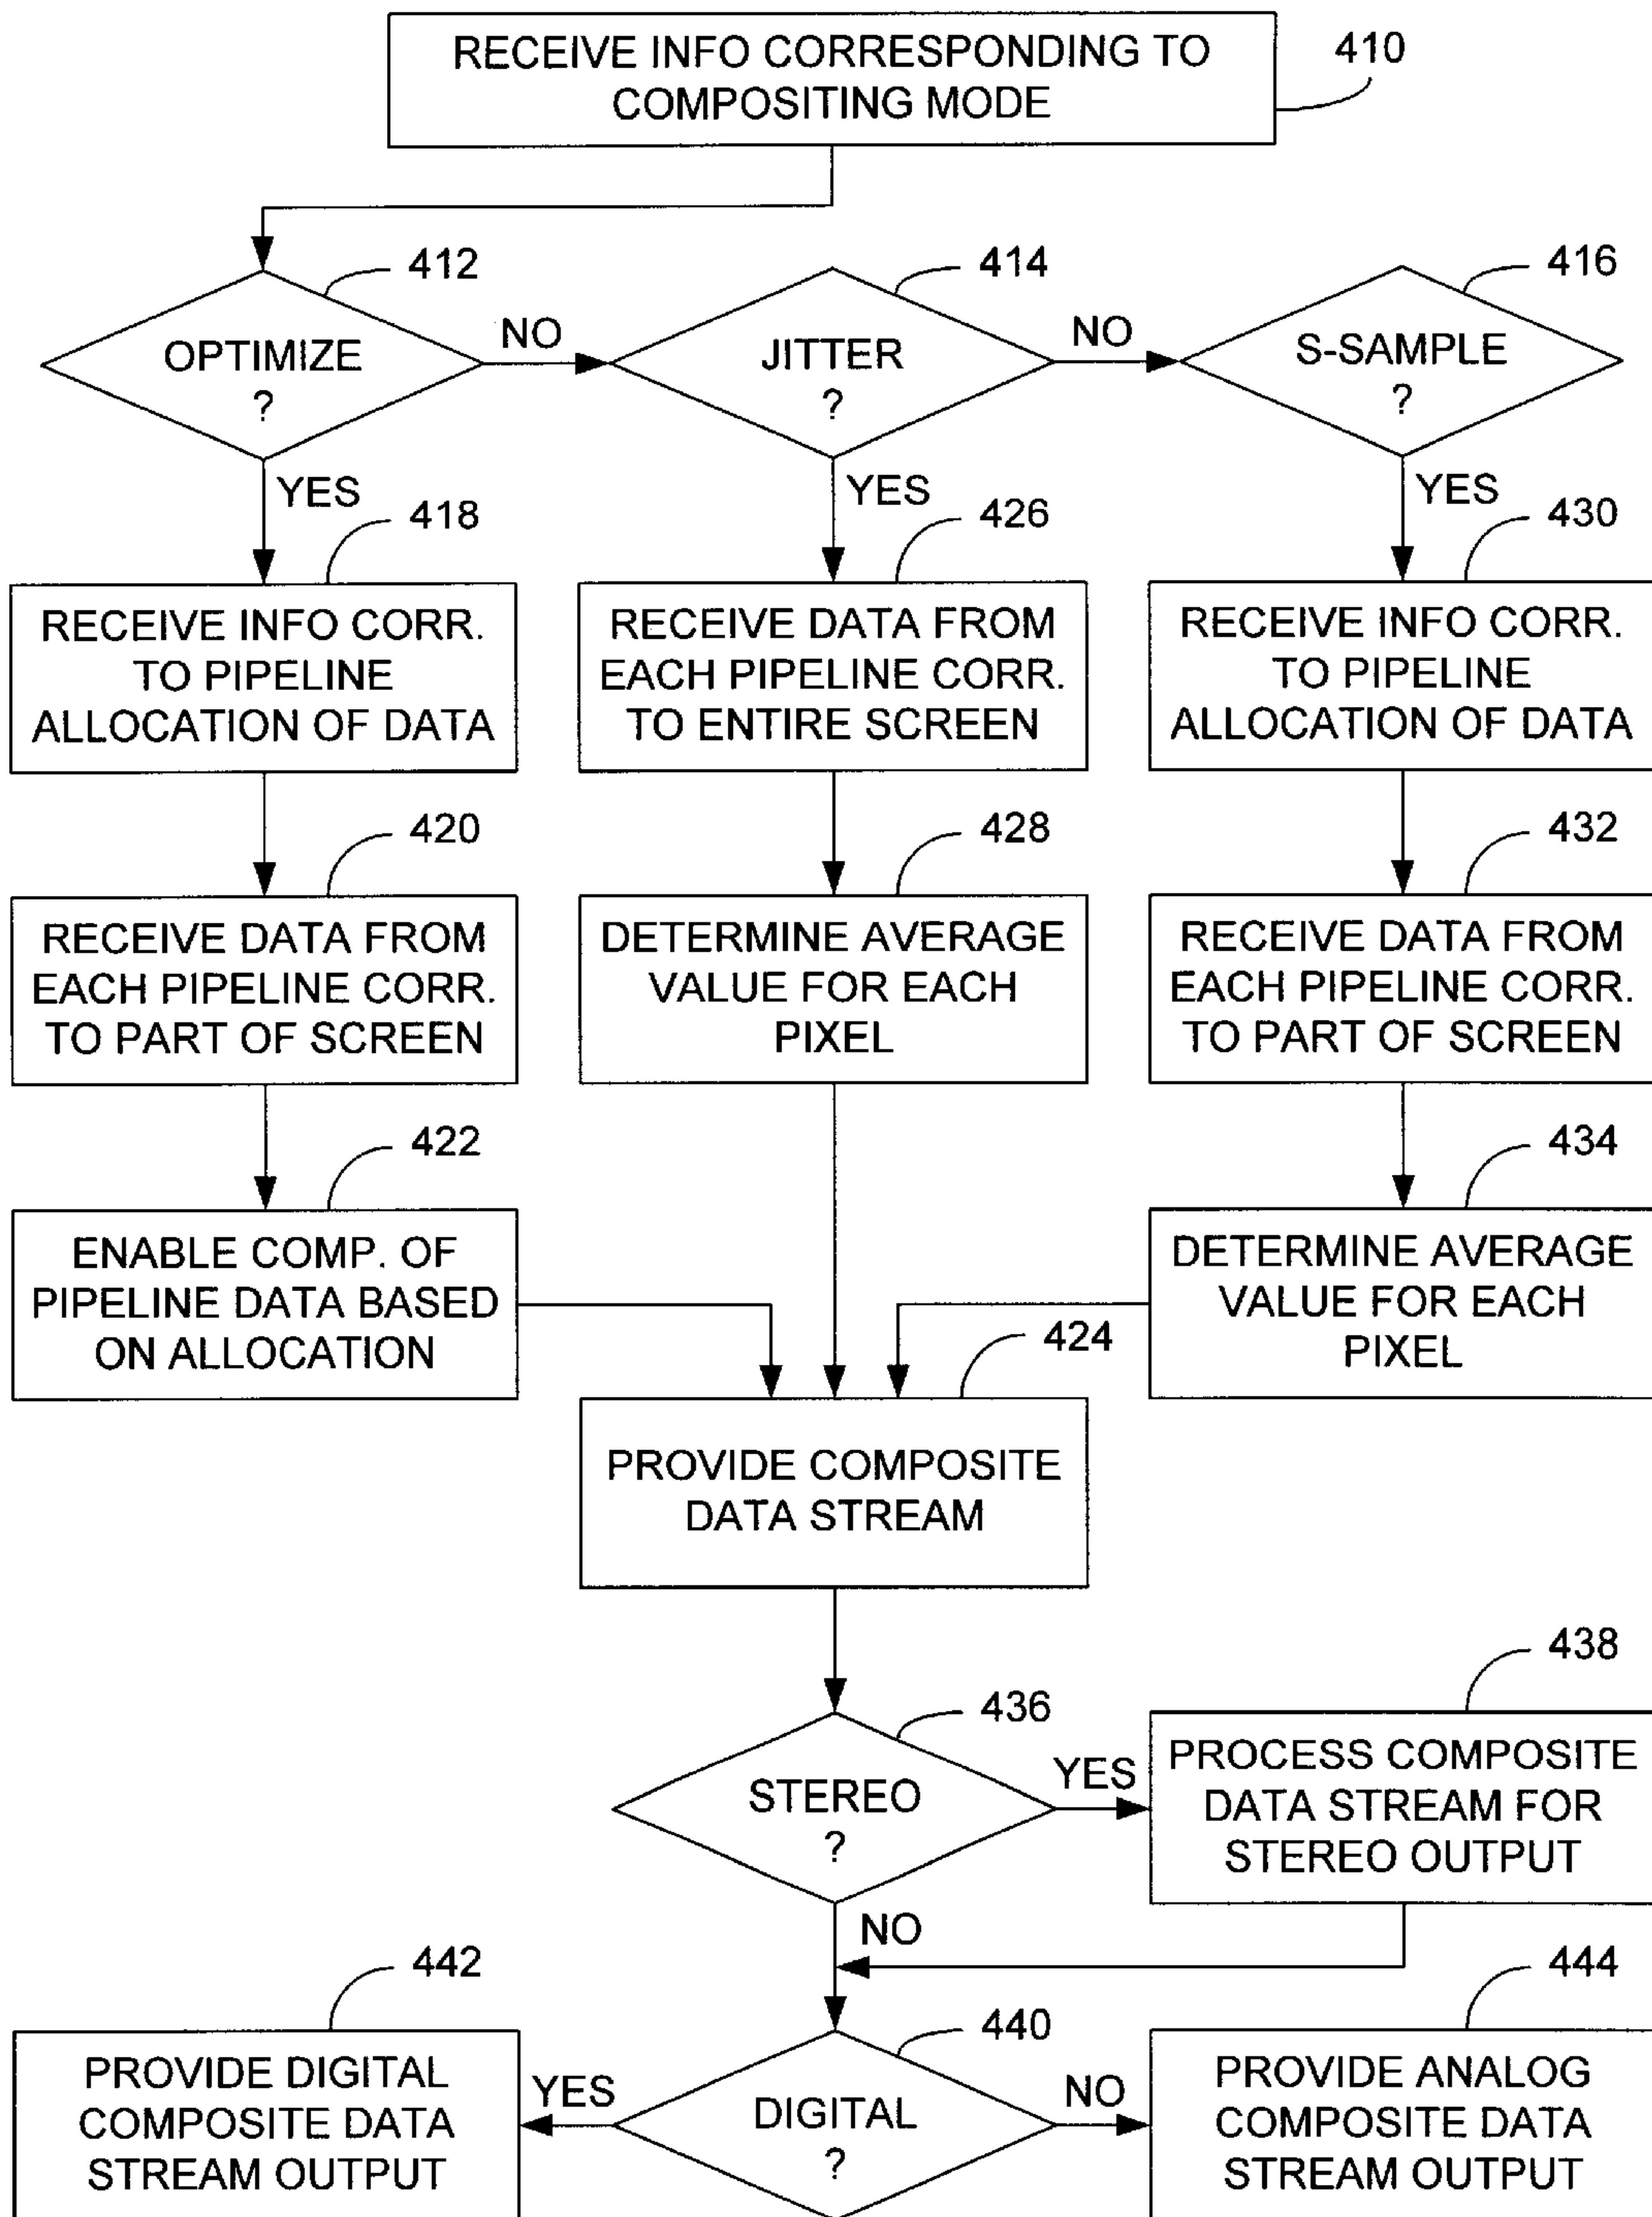 RECEIVE INFO CORRESPONDING TO
COMPOSITING MODE
410
412
414
416
OPTIMIZE
?
NO
JITTER
?
NO
S-SAMPLE
?
YES
YES
YES
418
426
430
RECEIVE INFO CORR.
TO PIPELINE
ALLOCATION OF DATA
RECEIVE DATA FROM
EACH PIPELINE CORR.
TO ENTIRE SCREEN
RECEIVE INFO CORR.
TO PIPELINE
ALLOCATION OF DATA
420
428
432
RECEIVE DATA FROM
EACH PIPELINE CORR.
TO PART OF SCREEN
DETERMINE AVERAGE
VALUE FOR EACH
PIXEL
RECEIVE DATA FROM
EACH PIPELINE CORR.
TO PART OF SCREEN
422
434
ENABLE COMP. OF
PIPELINE DATA BASED
ON ALLOCATION
DETERMINE AVERAGE
VALUE FOR EACH
PIXEL
424
PROVIDE COMPOSITE
DATA STREAM
436
438
STEREO
?
YES
PROCESS COMPOSITE
DATA STREAM FOR
STEREO OUTPUT
NO
442
440
444
PROVIDE DIGITAL
COMPOSITE DATA
STREAM OUTPUT
YES
DIGITAL
?
NO
PROVIDE ANALOG
COMPOSITE DATA
STREAM OUTPUT